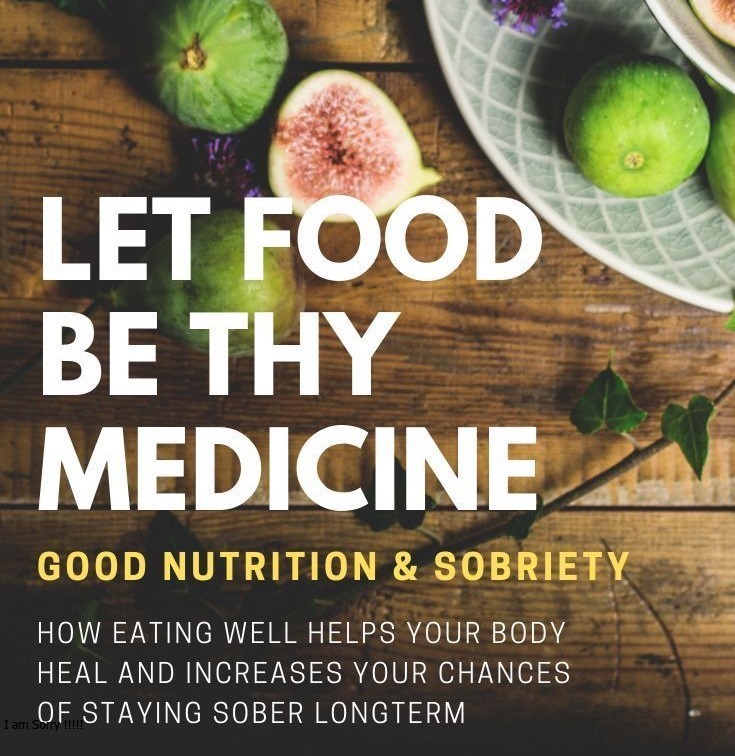 LET FOOD
BE THY
MEDICINE
GOOD NUTRITION & SOBRIETY
HOW EATING WELL HELPS YOUR BODY
HEAL AND INCREASES YOUR CHANCES
OF STAYING SOBER LONGTERM
I am Sorry !!!!!